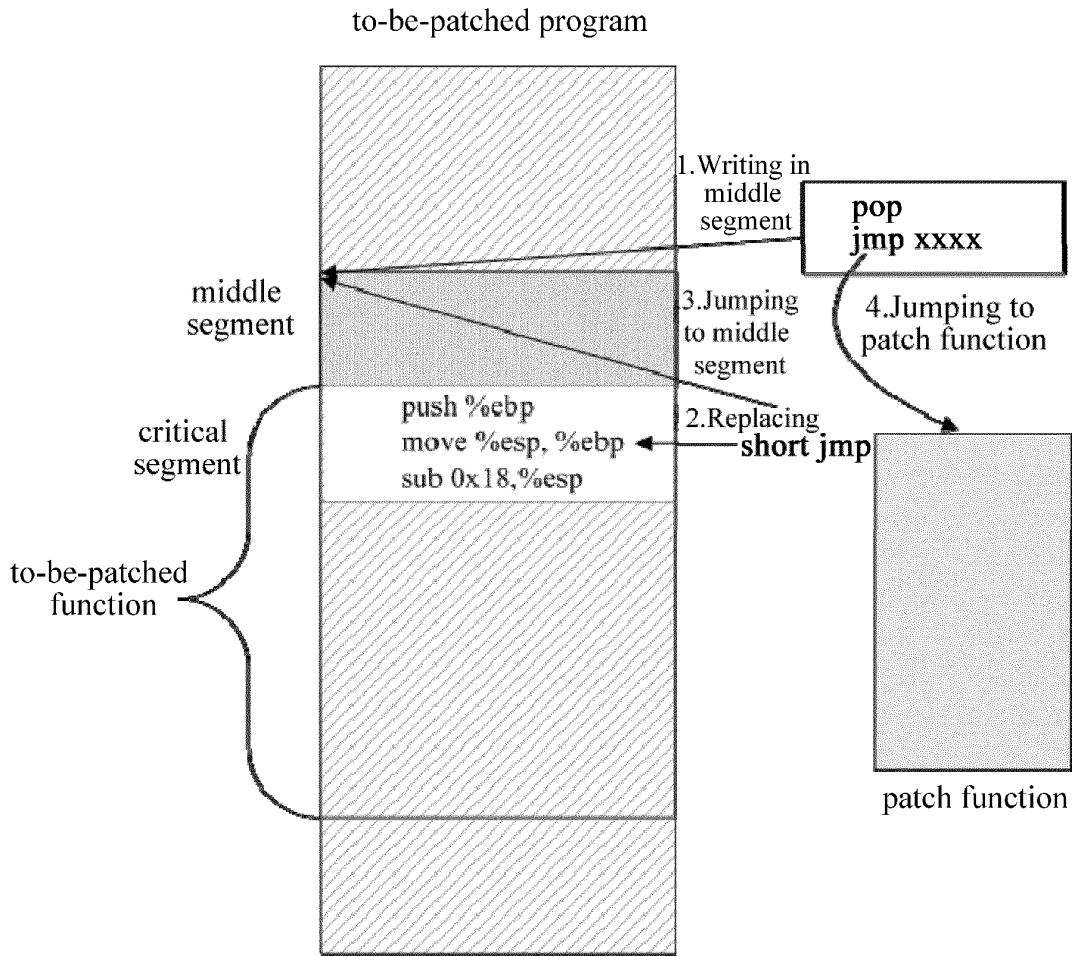 to-be-patched program
1.Writing in
middle
segment
pop
jmp xxxx
middle
segment
3.Jumping
to middle
segment
4.Jumping to
patch function
critical
segment
push %ebp
move %esp, %ebp
sub 0x18,%esp
2.Replacing
short jmp
to-be-patched
function
patch function